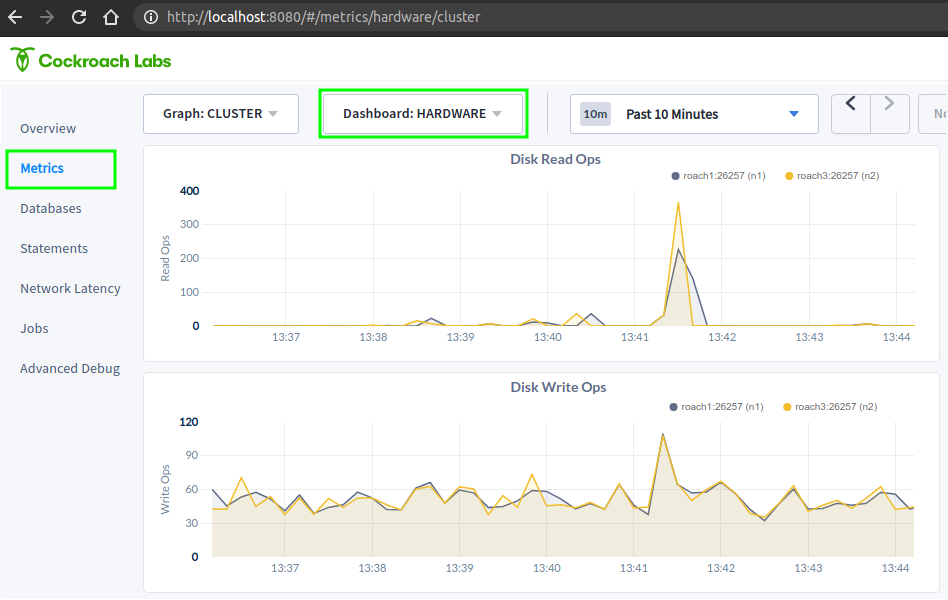 http://localhost:8080/#/metrics/hardware/cluster
Cockroach Labs
Graph: CLUSTER
Dashboard: HARDWARE
10m Past 10 Minutes
Overview
Metrics
Databases
Statements
Network Latency
Jobs
Advanced Debug
Disk Read Ops
roach1:26257 (n1) roach3:26257 (n2)
Read Ops
400
300
200
100
0
13:37 13:38 13:39 13:40 13:41 13:42 13:43 13:44
Disk Write Ops
roach1:26257 (n1) roach3:26257 (n2)
Write Ops
120
90
60
30
0
13:37 13:38 13:39 13:40 13:41 13:42 13:43 13:44